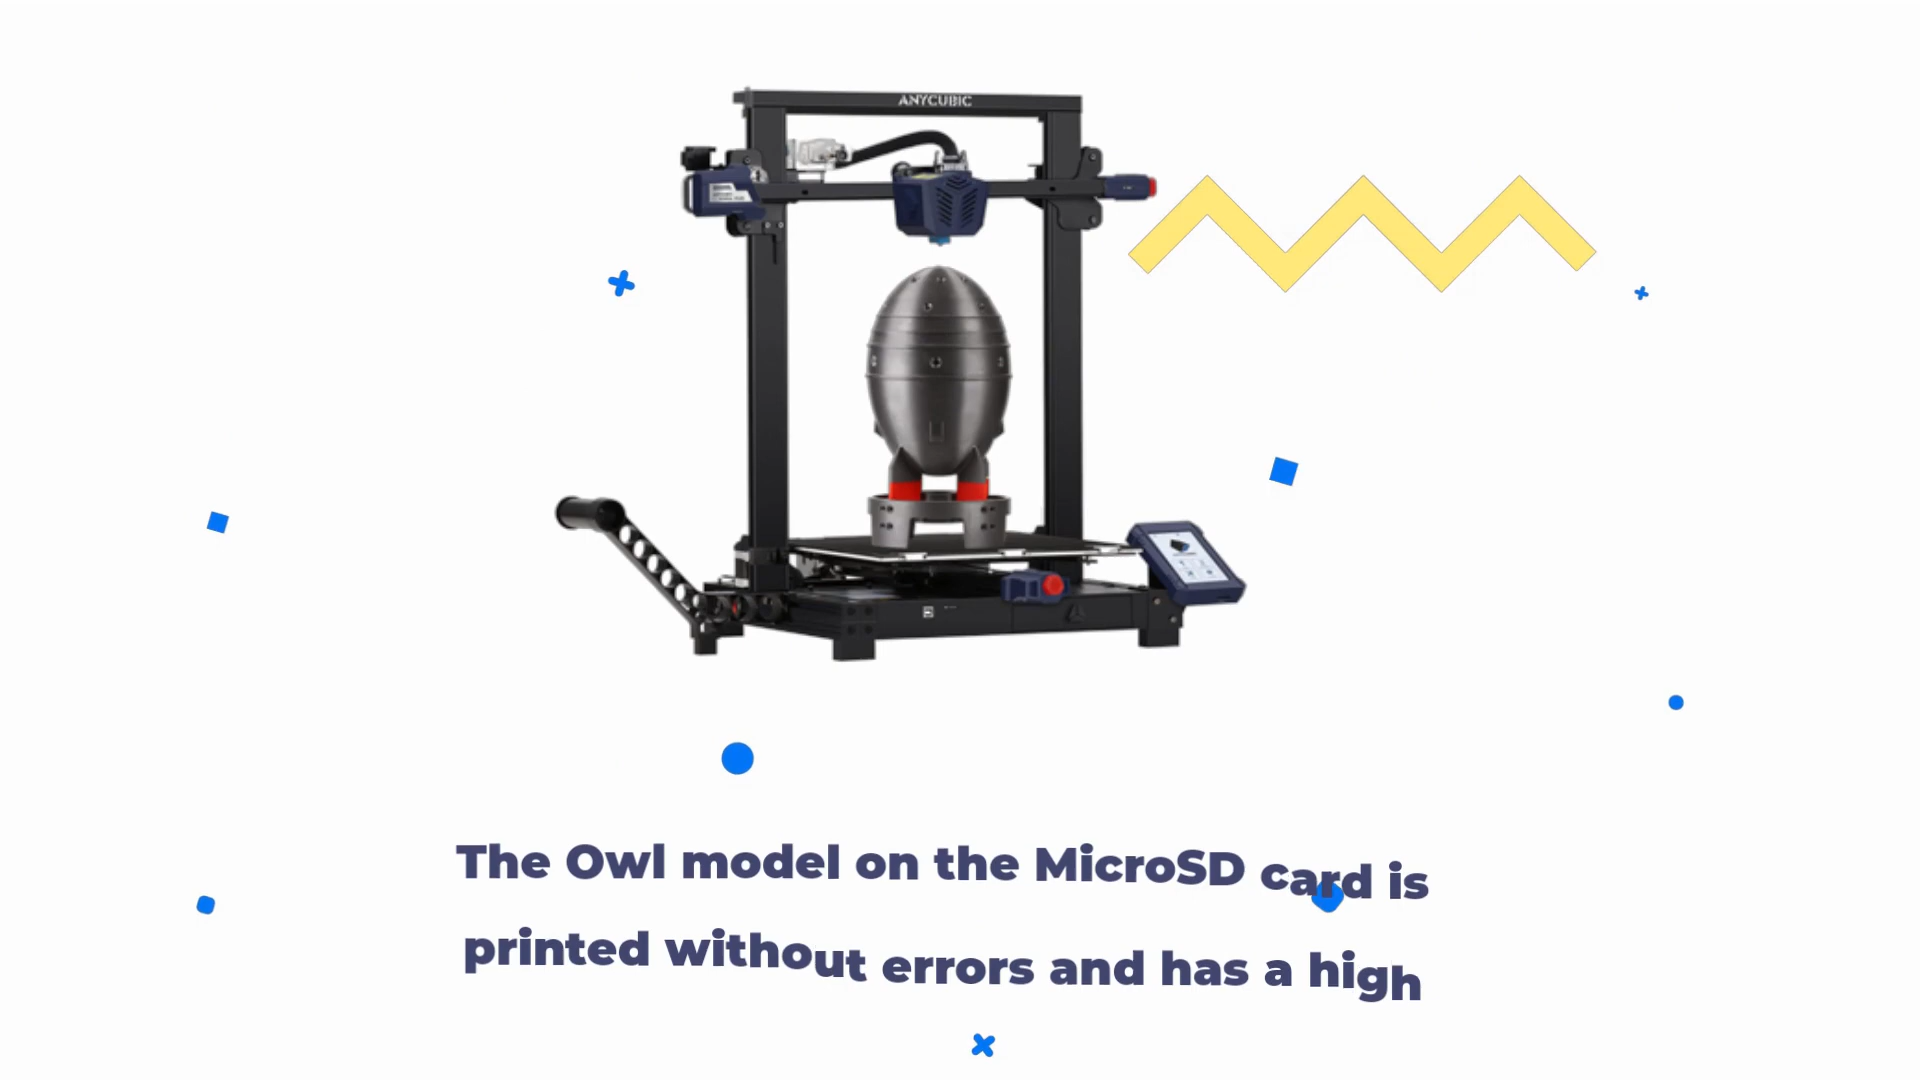 ANYCUBIC
The Owl model on the MicroSD card is
printed without errors and has a high